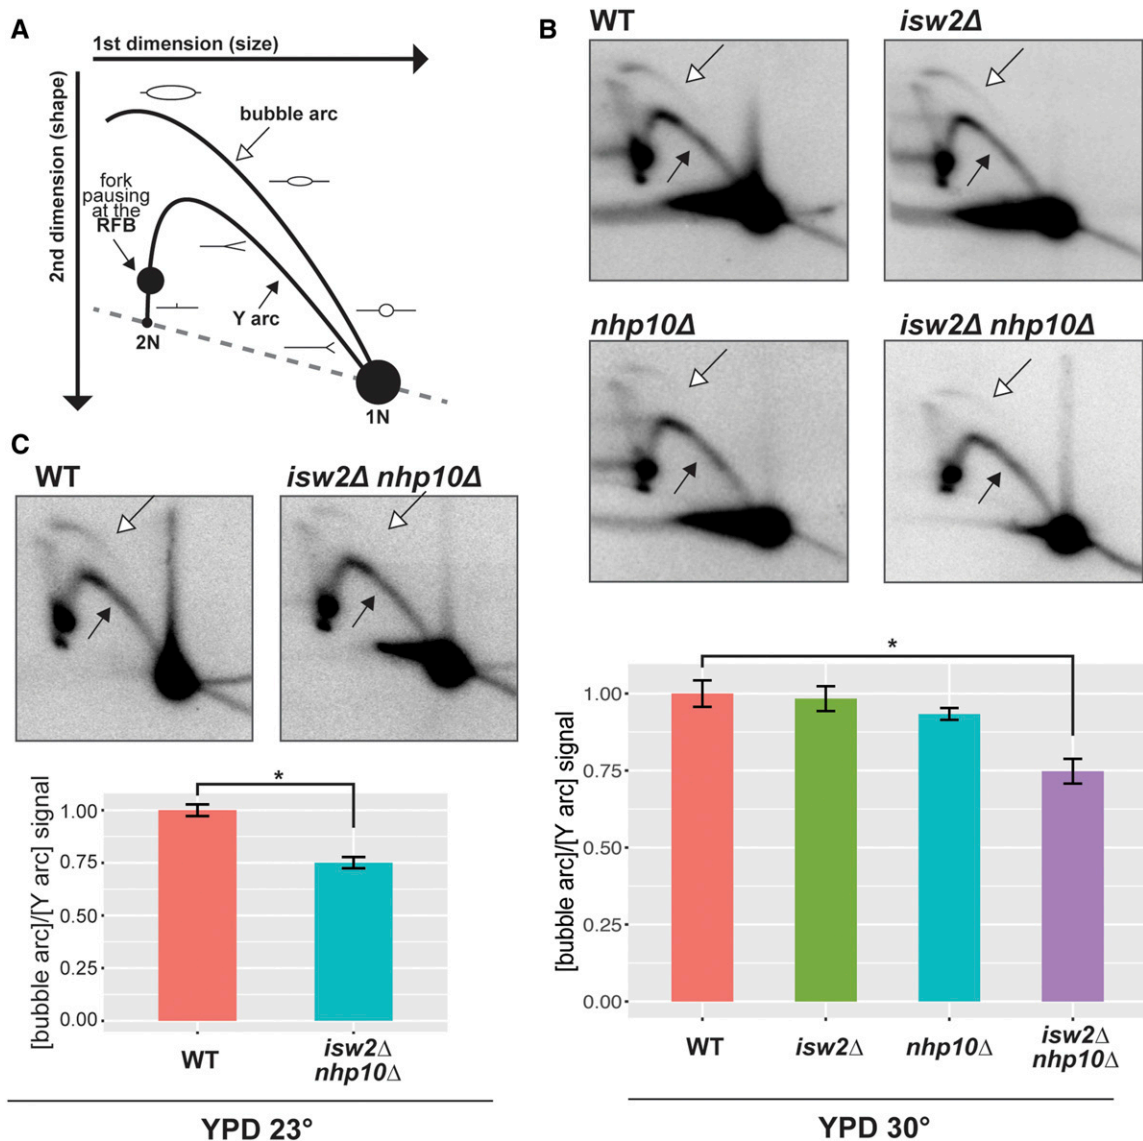 A
1st dimension (size)
2nd dimension (shape)
bubble arc
fork
pausing
at the
RFB
Y arc
2N
1N
B
WT
isw2Δ
nhp10Δ
isw2Δ nhp10Δ
C
WT
isw2Δ nhp10Δ
[bubble arc]/[Y arc] signal
1.00
0.75
0.50
0.25
0.00
*
WT
isw2Δ
nhp10Δ
YPD 23°
[bubble arc]/[Y arc] signal
1.00
0.75
0.50
0.25
0.00
*
WT
isw2Δ
nhp10Δ
isw2Δ
nhp10Δ
YPD 30°